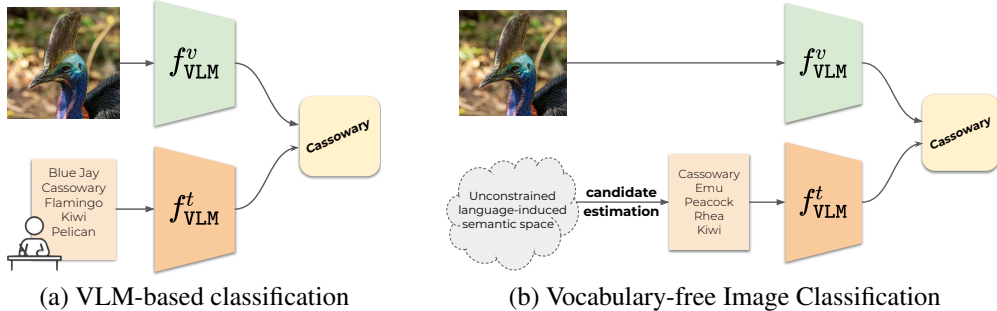 f^v_VLM
Cassowary
Blue Jay
Cassowary
Flamingo
Kiwi
Pelican
f^t_VLM
(a) VLM-based classification
f^v_VLM
Cassowary
Unconstrained
language-induced
semantic space
candidate
estimation
Cassowary
Emu
Peacock
Rhea
Kiwi
f^t_VLM
(b) Vocabulary-free Image Classification